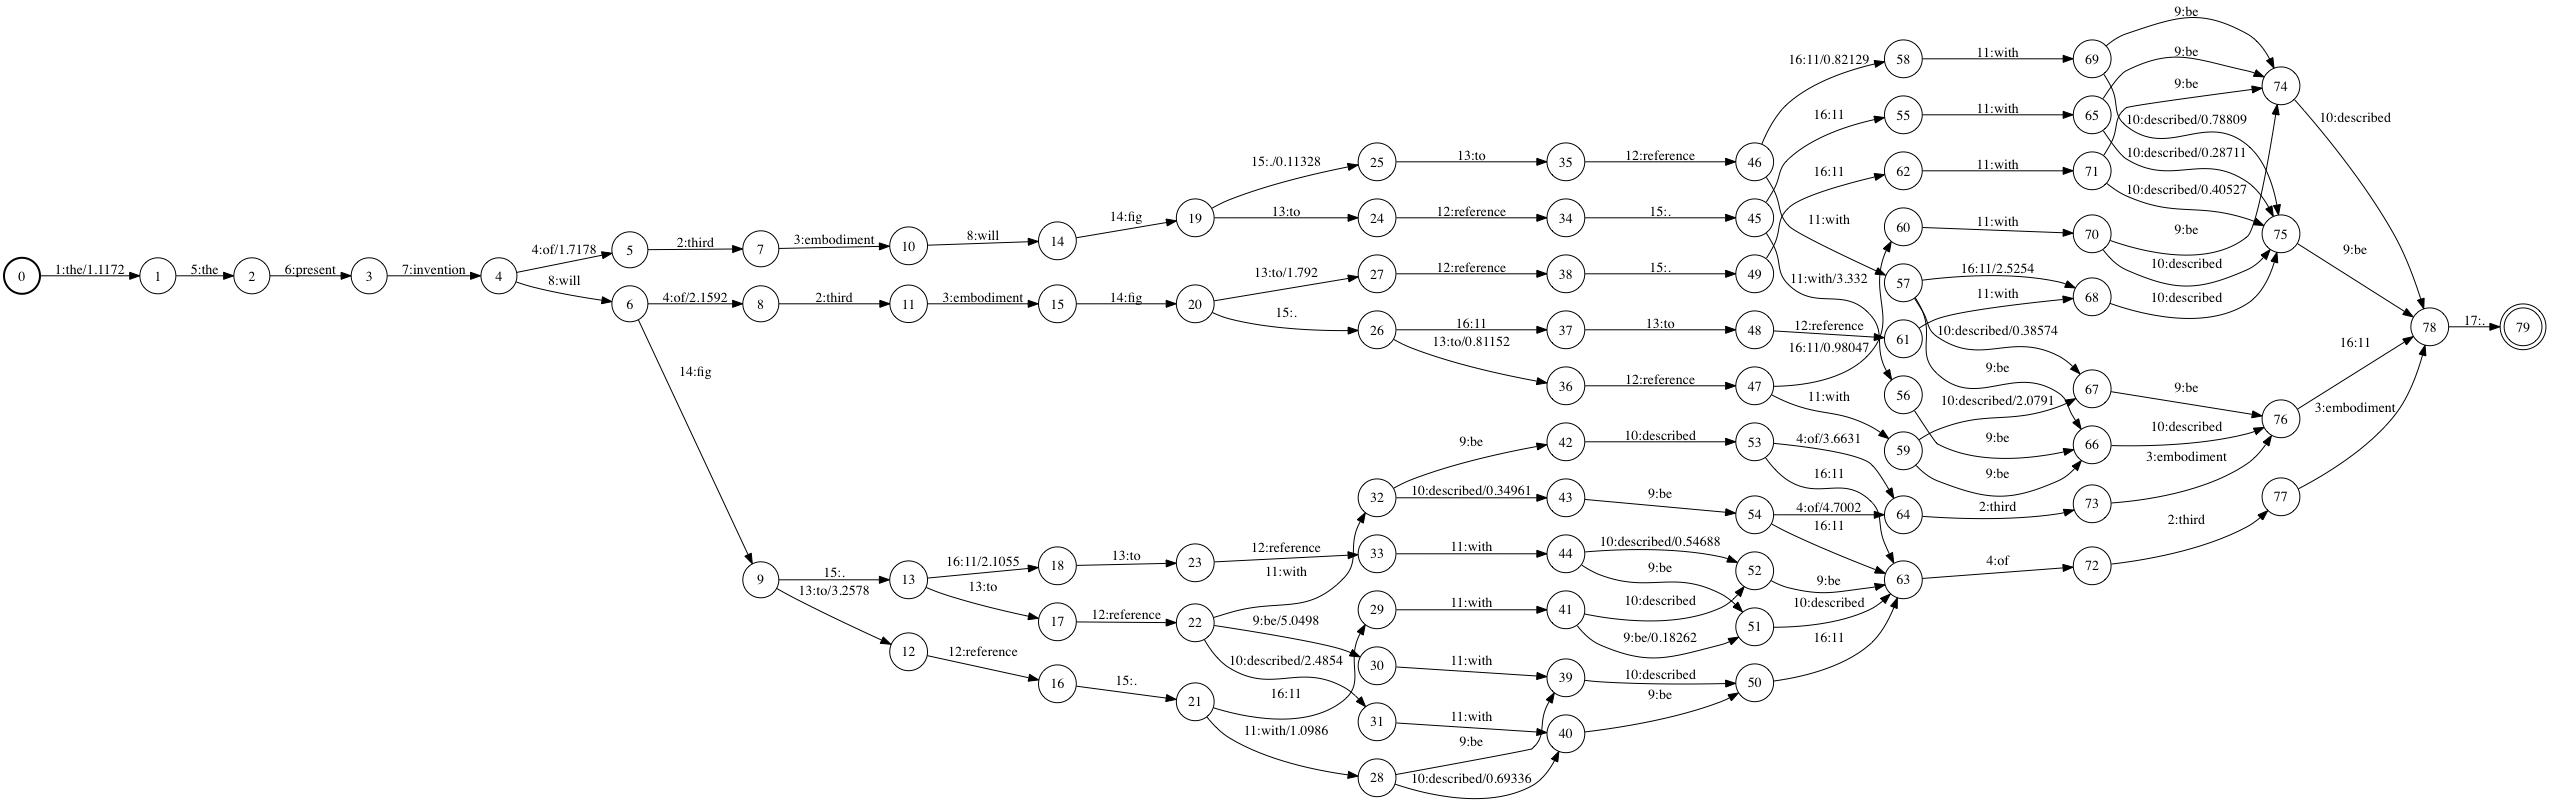 0 1:the/1.1172 1 5:the 2 6:present 3 7:invention 4
4:of/1.7178 5 2:third 7 3:embodiment 10 8:will 14 14:fig 19
8:will 6 4:of/2.1592 8 2:third 11 3:embodiment 15 14:fig 20
14:fig 9
15:./0.11328 25 13:to 35 12:reference 46
13:to 24 12:reference 34 15:. 45
13:to/1.792 27 12:reference 38 15:. 49
15:. 26 16:11 37 13:to 48 12:reference 61
13:to/0.81152 36 12:reference 47
16:11/0.82129 58 11:with 69 9:be 74
16:11 55 11:with 65 9:be
16:11 62 11:with 71 9:be
10:described/0.78809
10:described/0.28711
10:described/0.40527
10:described
11:with 60 11:with 70 9:be 75
10:described
11:with/3.332 57 16:11/2.5254 68 10:described
11:with
16:11/0.98047
10:described/0.38574
9:be
11:with 56 10:described/2.0791 67 9:be 76
59 9:be 66 10:described
9:be
3:embodiment
9:be 78 17:. 79
16:11
3:embodiment
15:. 13 16:11/2.1055 18 13:to 23 12:reference 33 11:with 44
13:to/3.2578 13:to 17 12:reference 22
12 12:reference 16 15:. 21
11:with 32 9:be 42 10:described 53 4:of/3.6631
16:11
10:described/0.34961 43 9:be 54 4:of/4.7002 64 2:third 73
16:11
10:described/0.54688 52 9:be 63 4:of 72 2:third 77
9:be
29 11:with 41 10:described
9:be/0.18262 51 10:described
9:be/5.0498 30 11:with 39 10:described 50 16:11
10:described/2.4854 31 11:with 40 9:be
16:11
11:with/1.0986 28 9:be
10:described/0.69336